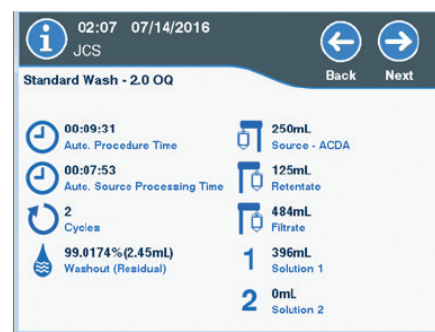 02:07 07/14/2016
JCS
Back
Next
Standard Wash - 2.0 OQ
00:09:31
Auto. Procedure Time
00:07:53
Auto. Source Processing Time
2
Cycles
99.0174%(2.45mL)
Washout (Residual)
250mL
Source - ACDA
125mL
Retentate
484mL
Filtrate
1
396mL
Solution 1
2
0mL
Solution 2